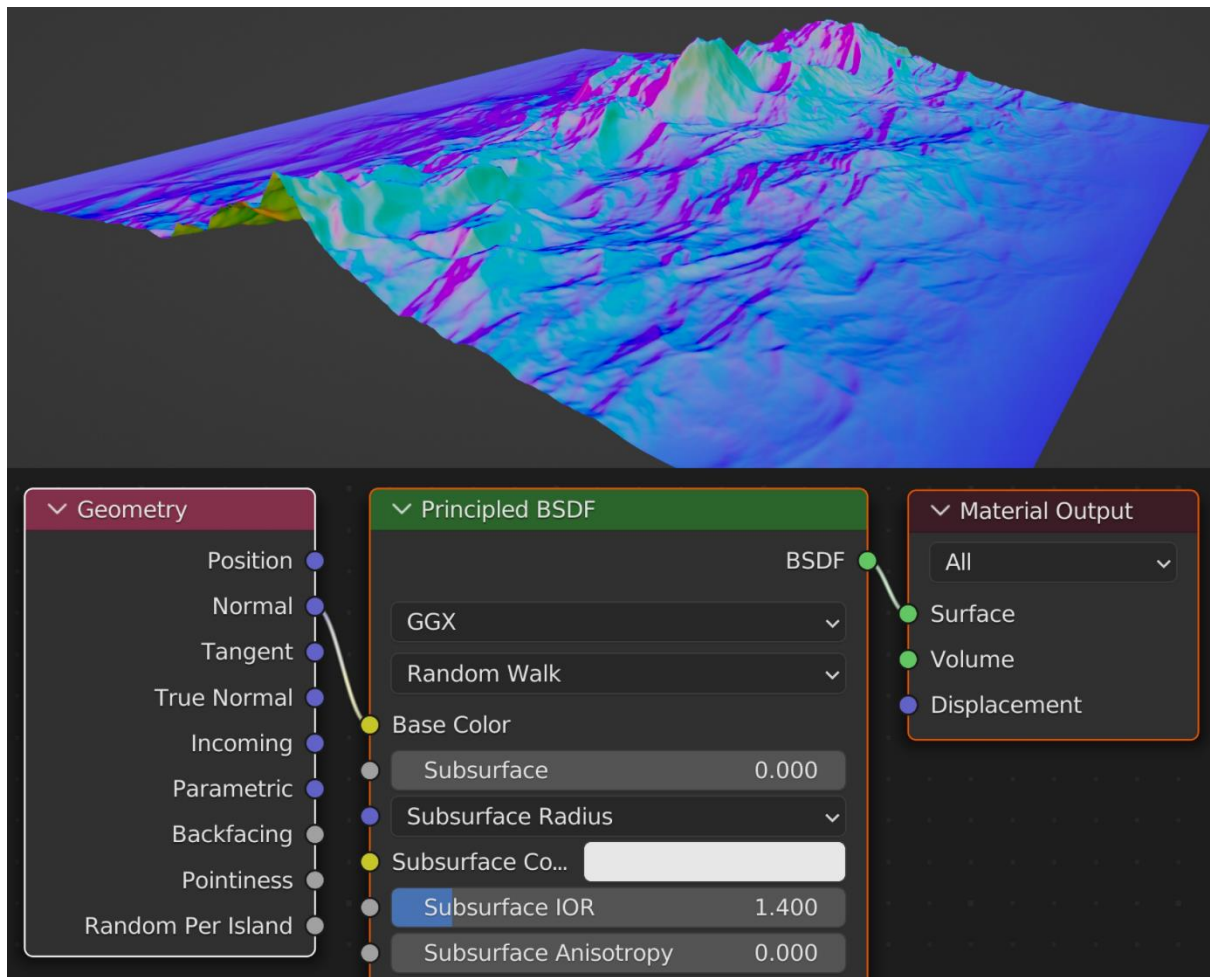 Geometry
Position
Normal
Tangent
True Normal
Incoming
Parametric
Backfacing
Pointiness
Random Per Island
Principled BSDF
BSDF
GGX
Random Walk
Base Color
Subsurface 0.000
Subsurface Radius
Subsurface Co...
Subsurface IOR 1.400
Subsurface Anisotropy 0.000
Material Output
All
Surface
Volume
Displacement